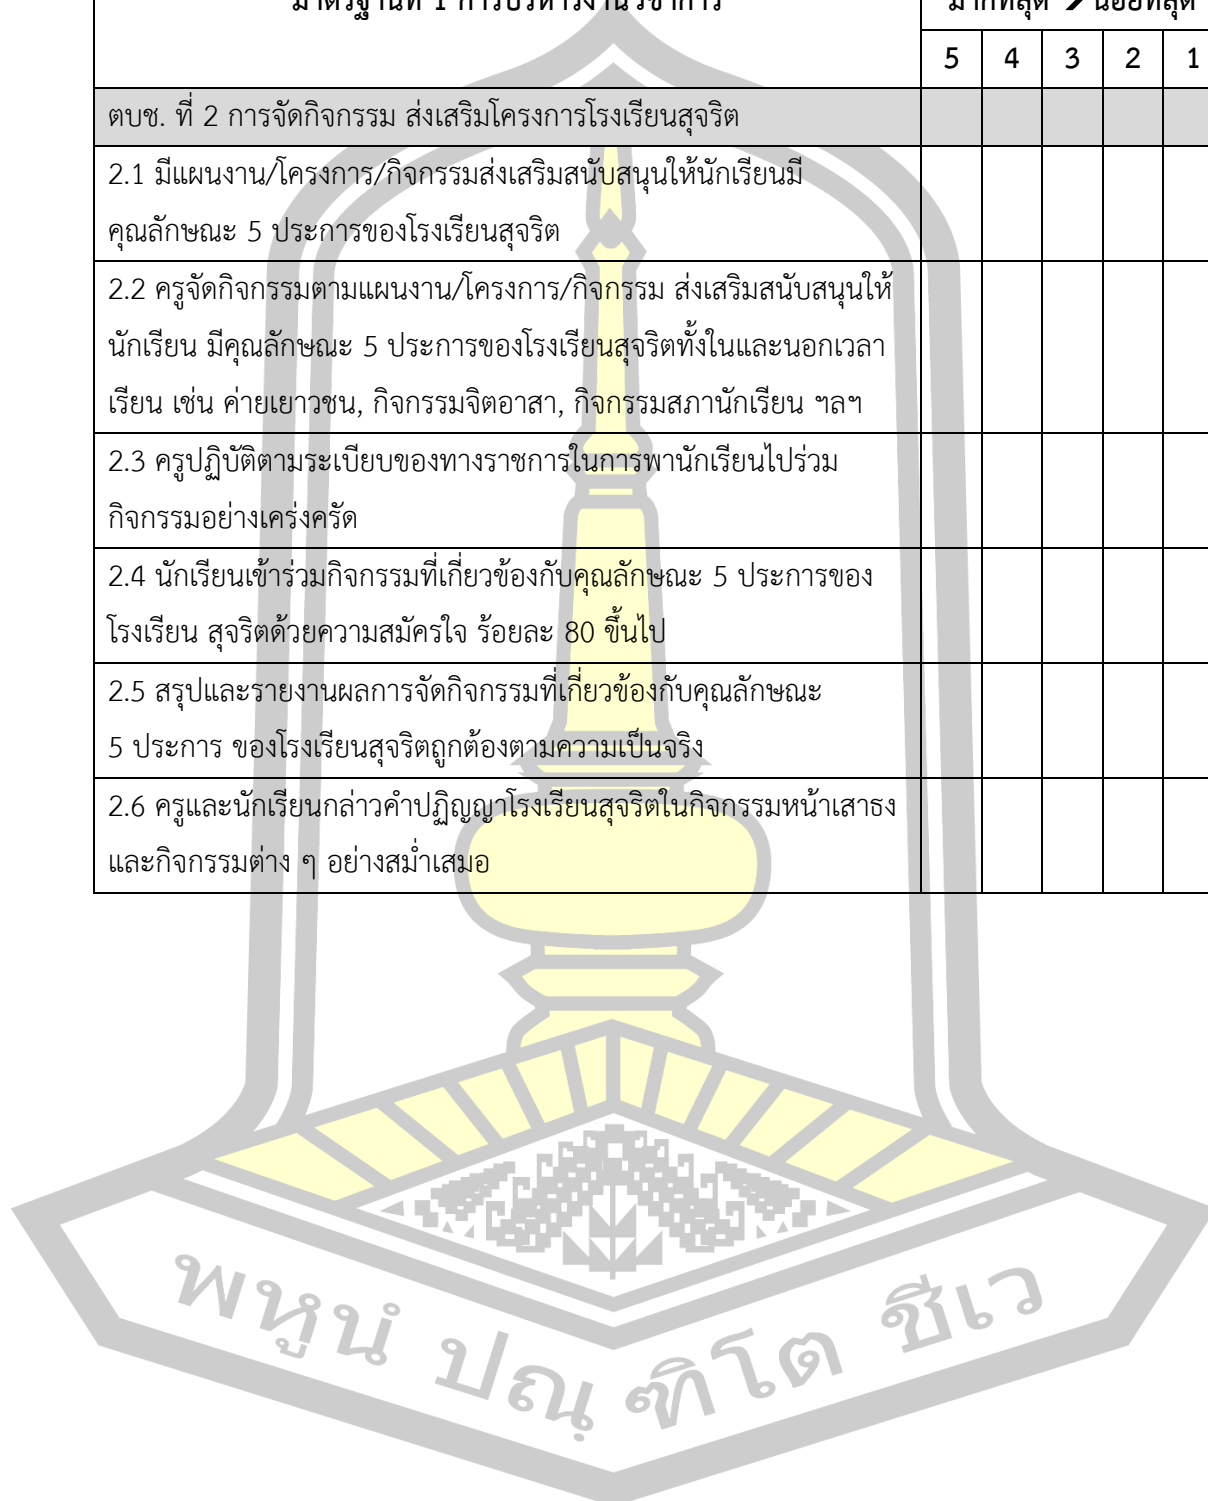 มาตรฐานที่ 1 การบริหารงานวิชาการ
มากที่สุด → น้อยที่สุด
5 4 3 2 1
ตบช. ที่ 2 การจัดกิจกรรม ส่งเสริมโครงการโรงเรียนสุจริต
2.1 มีแผนงาน/โครงการ/กิจกรรมส่งเสริมสนับสนุนให้นักเรียนมี
คุณลักษณะ 5 ประการของโรงเรียนสุจริต
2.2 ครูจัดกิจกรรมตามแผนงาน/โครงการ/กิจกรรม ส่งเสริมสนับสนุนให้
นักเรียน มีคุณลักษณะ 5 ประการของโรงเรียนสุจริตทั้งในและนอกเวลา
เรียน เช่น ค่ายเยาวชน, กิจกรรมจิตอาสา, กิจกรรมสภานักเรียน ฯลฯ
2.3 ครูปฏิบัติตามระเบียบของทางราชการในการพานักเรียนไปร่วม
กิจกรรมอย่างเคร่งครัด
2.4 นักเรียนเข้าร่วมกิจกรรมที่เกี่ยวข้องกับคุณลักษณะ 5 ประการของ
โรงเรียน สุจริตด้วยความสมัครใจ ร้อยละ 80 ขึ้นไป
2.5 สรุปและรายงานผลการจัดกิจกรรมที่เกี่ยวข้องกับคุณลักษณะ
5 ประการ ของโรงเรียนสุจริตถูกต้องตามความเป็นจริง
2.6 ครูและนักเรียนกล่าวคำปฏิญญาโรงเรียนสุจริตในกิจกรรมหน้าเสาธง
และกิจกรรมต่าง ๆ อย่างสม่ำเสมอ
พหูนํ ปณฺฑิโต ชีเว